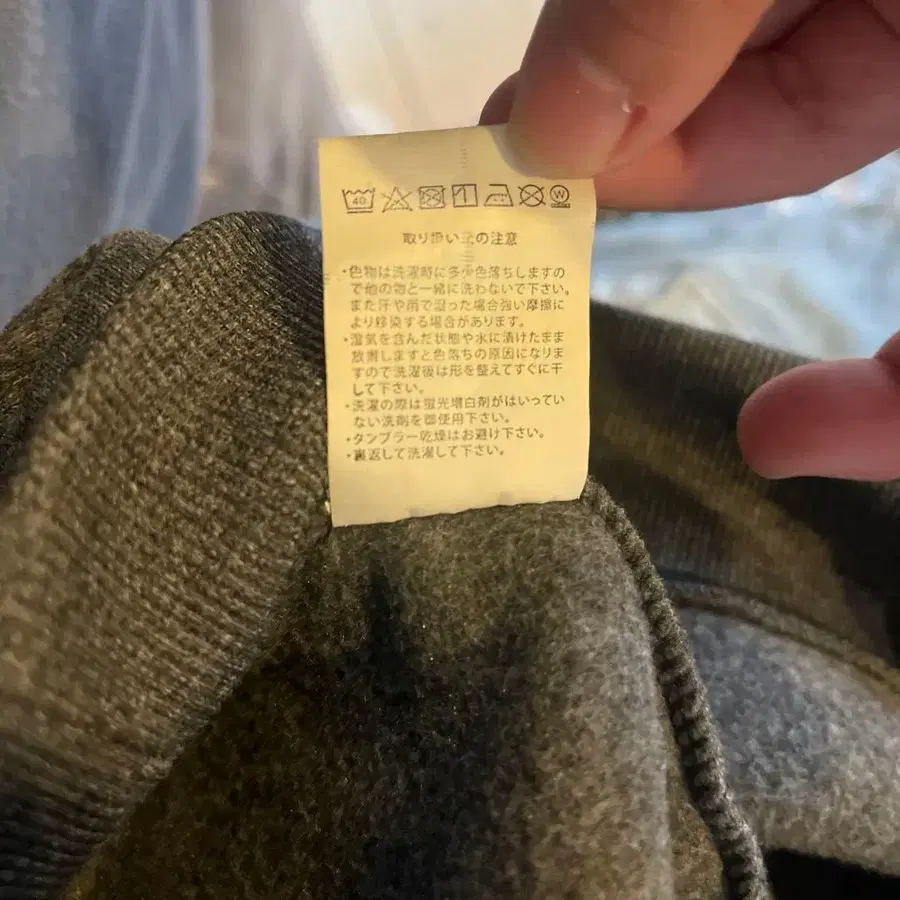 40 W
取り扱い上の注意
・色物は洗濯時に多少色落ちしますの
で他の物と一緒に洗わないで下さい。
また汗や雨で湿った場合強い摩擦に
より移染する場合があります。
・湿気を含んだ状態や水に漬けたまま
放置しますと色落ちの原因になりま
すので洗濯後は形を整えてすぐに干
して下さい。
・洗濯の際は蛍光増白剤がはいってい
ない洗剤を御使用下さい。
・タンブラー乾燥はお避け下さい。
・裏返して洗濯して下さい。